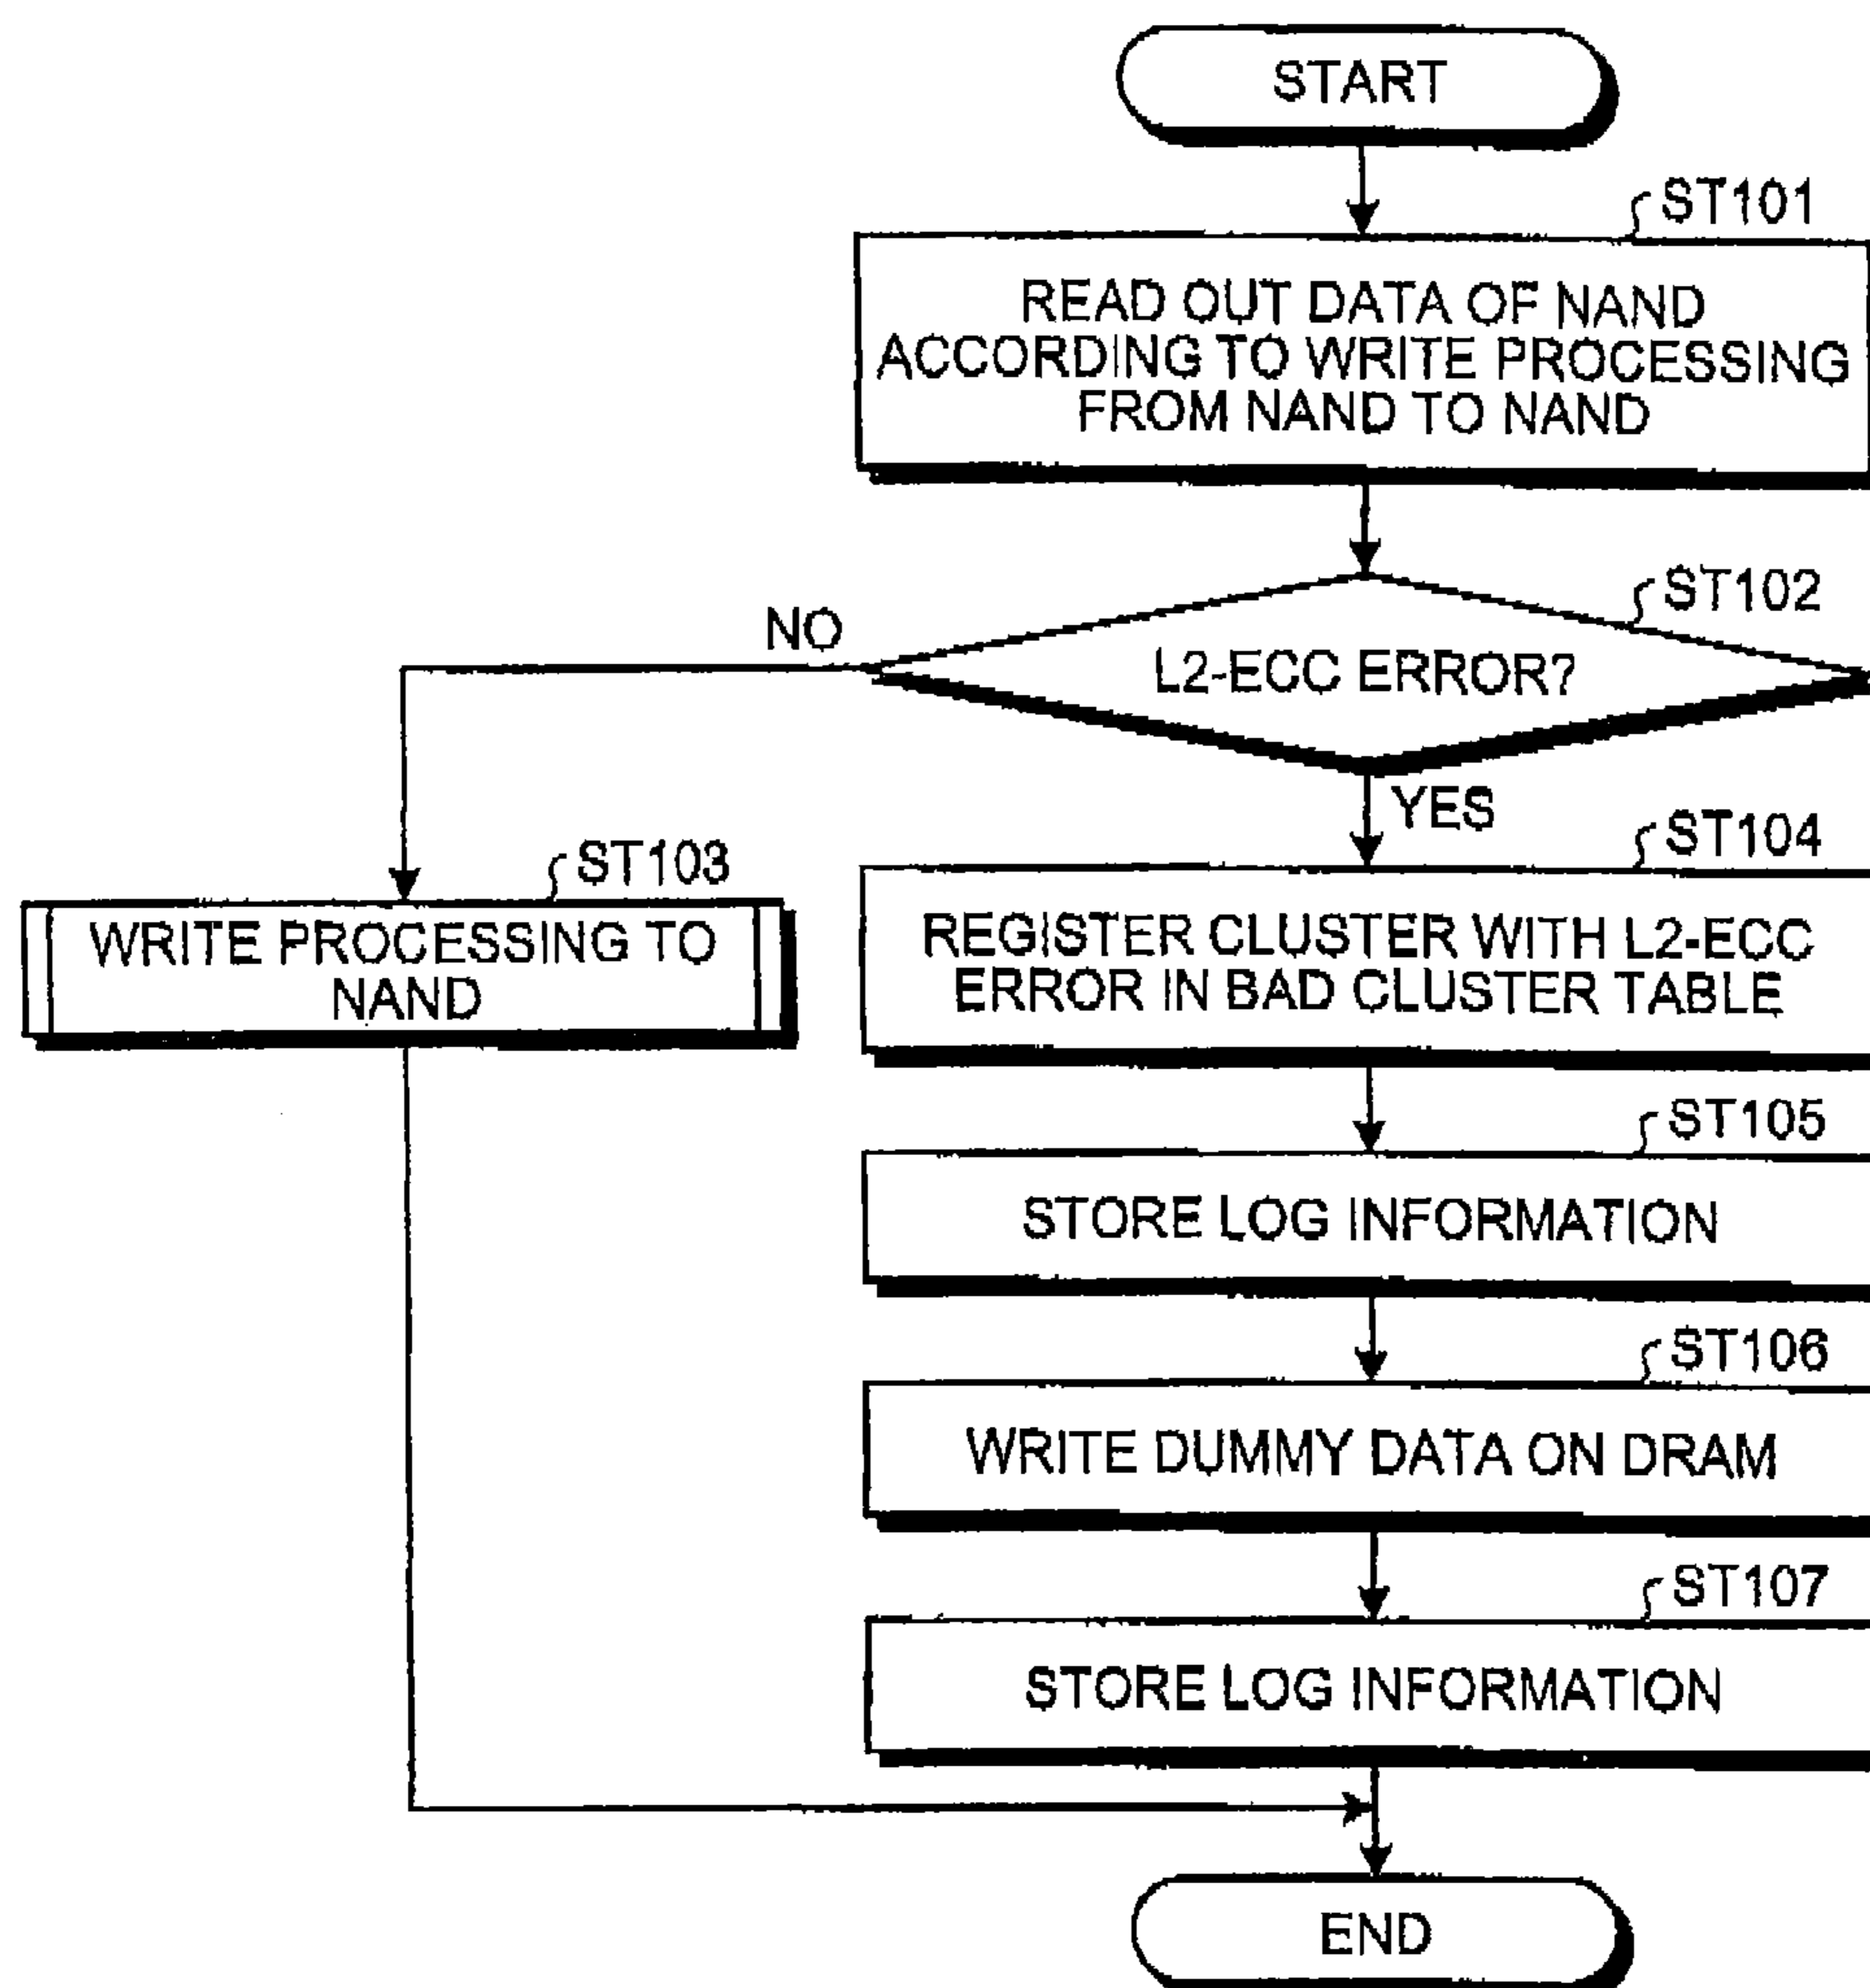 START
ST101
READ OUT DATA OF NAND
ACCORDING TO WRITE PROCESSING
FROM NAND TO NAND
ST102
NO
L2-ECC ERROR?
YES
ST103
WRITE PROCESSING TO
NAND
ST104
REGISTER CLUSTER WITH L2-ECC
ERROR IN BAD CLUSTER TABLE
ST105
STORE LOG INFORMATION
ST106
WRITE DUMMY DATA ON DRAM
ST107
STORE LOG INFORMATION
END